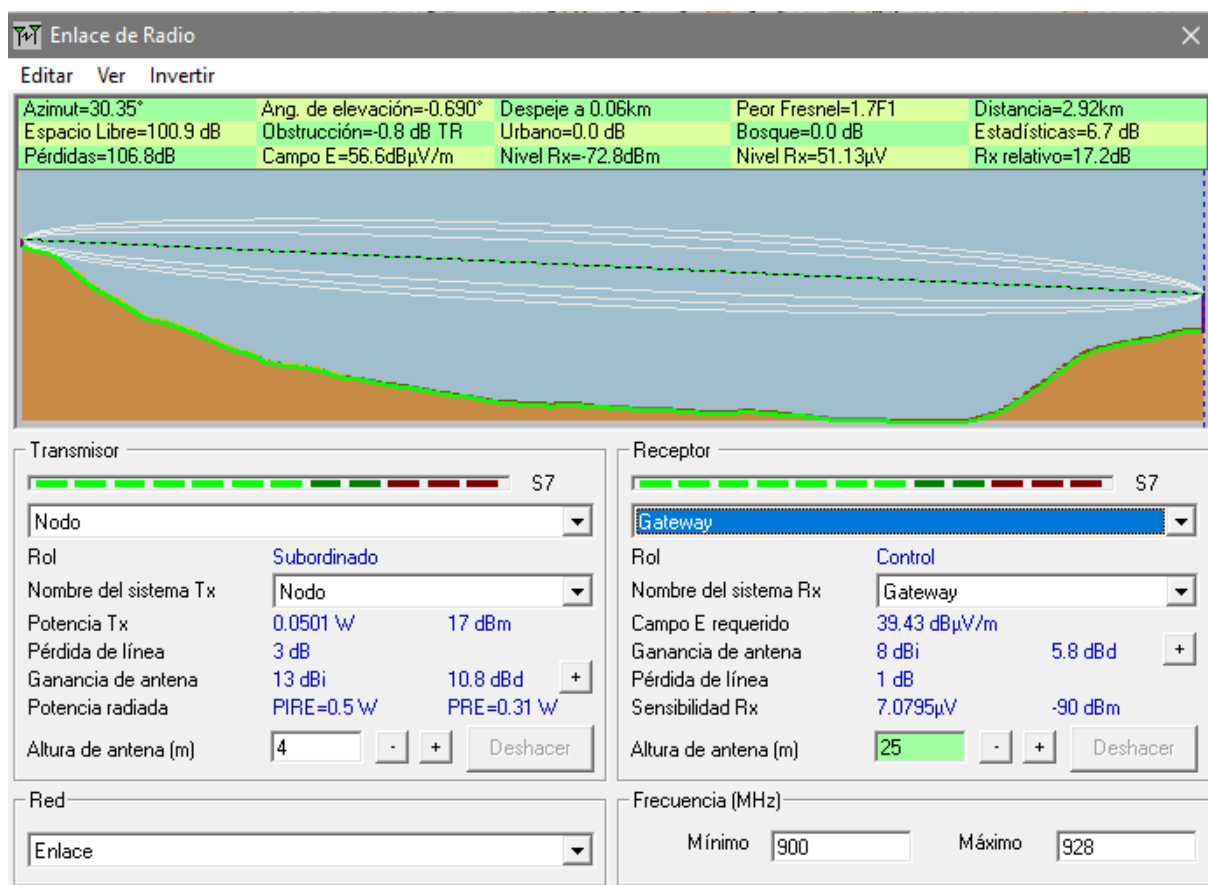 Enlace de Radio
Editar Ver Invertir
Azimut=30.35° Ang. de elevación=-0.690° Despeje a 0.06km Peor Fresnel=1.7F1 Distancia=2.92km
Espacio Libre=100.9 dB Obstrucción=-0.8 dB TR Urbano=0.0 dB Bosque=0.0 dB Estadísticas=6.7 dB
Pérdidas=106.8dB Campo E=56.6dBµV/m Nivel Rx=-72.8dBm Nivel Rx=51.13µV Rx relativo=17.2dB
Transmisor
S7
Nodo
Rol Subordinado
Nombre del sistema Tx Nodo
Potencia Tx 0.0501 W 17 dBm
Pérdida de línea 3 dB
Ganancia de antena 13 dBi 10.8 dBd +
Potencia radiada PIRE=0.5 W PRE=0.31 W
Altura de antena (m) 4 - + Deshacer
Receptor
S7
Gateway
Rol Control
Nombre del sistema Rx Gateway
Campo E requerido 39.43 dBµV/m
Ganancia de antena 8 dBi 5.8 dBd +
Pérdida de línea 1 dB
Sensibilidad Rx 7.0795µV -90 dBm
Altura de antena (m) 25 - + Deshacer
Red
Enlace
Frecuencia (MHz)
Mínimo 900 Máximo 928